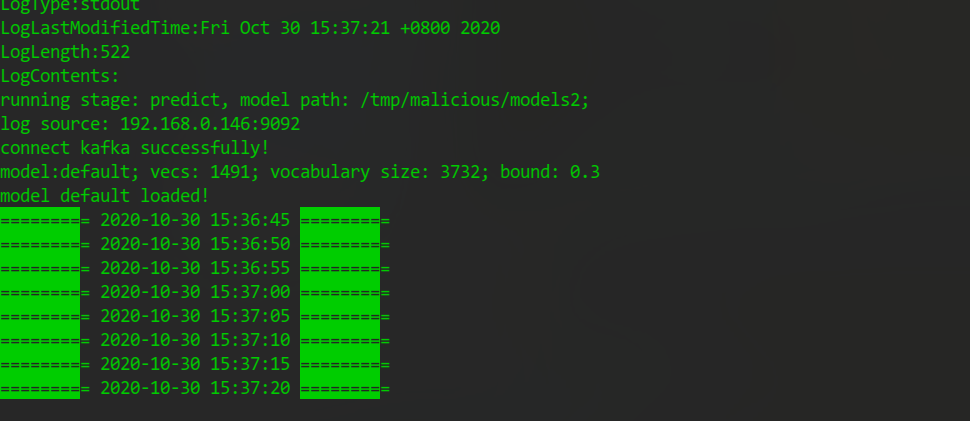 LogType:stdout
LogLastModifiedTime:Fri Oct 30 15:37:21 +0800 2020
LogLength:522
LogContents:
running stage: predict, model path: /tmp/malicious/models2;
log source: 192.168.0.146:9092
connect kafka successfully!
model:default; vecs: 1491; vocabulary size: 3732; bound: 0.3
model default loaded!
========= 2020-10-30 15:36:45 =========
========= 2020-10-30 15:36:50 =========
========= 2020-10-30 15:36:55 =========
========= 2020-10-30 15:37:00 =========
========= 2020-10-30 15:37:05 =========
========= 2020-10-30 15:37:10 =========
========= 2020-10-30 15:37:15 =========
========= 2020-10-30 15:37:20 =========